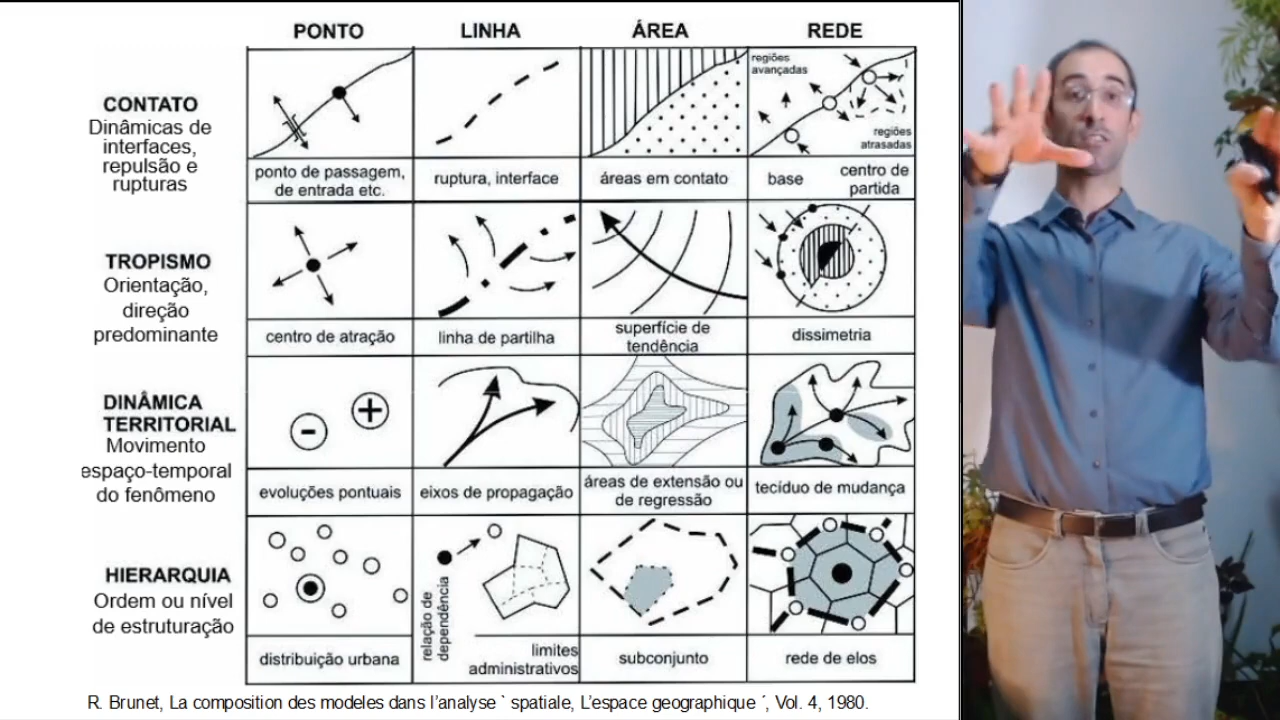 PONTO LINHA ÁREA REDE
CONTATO
Dinâmicas de
interfaces,
repulsão e
rupturas
regiões
avançadas
regiões
atrasadas
ponto de passagem,
de entrada etc.
ruptura, interface
áreas em contato
base
centro de
partida
TROPISMO
Orientação,
direção
predominante
centro de atração
linha de partilha
superfície de
tendência
dissimetria
DINÂMICA
TERRITORIAL
Movimento
espaço-temporal
do fenômeno
-
+
evoluções pontuais
eixos de propagação
áreas de extensão ou
de regressão
tecíduo de mudança
HIERARQUIA
Ordem ou nível
de estruturação
distribuição urbana
relação de
dependência
limites
administrativos
subconjunto
rede de elos
R. Brunet, La composition des modeles dans l'analyse ` spatiale, L'espace geographique ´, Vol. 4, 1980.